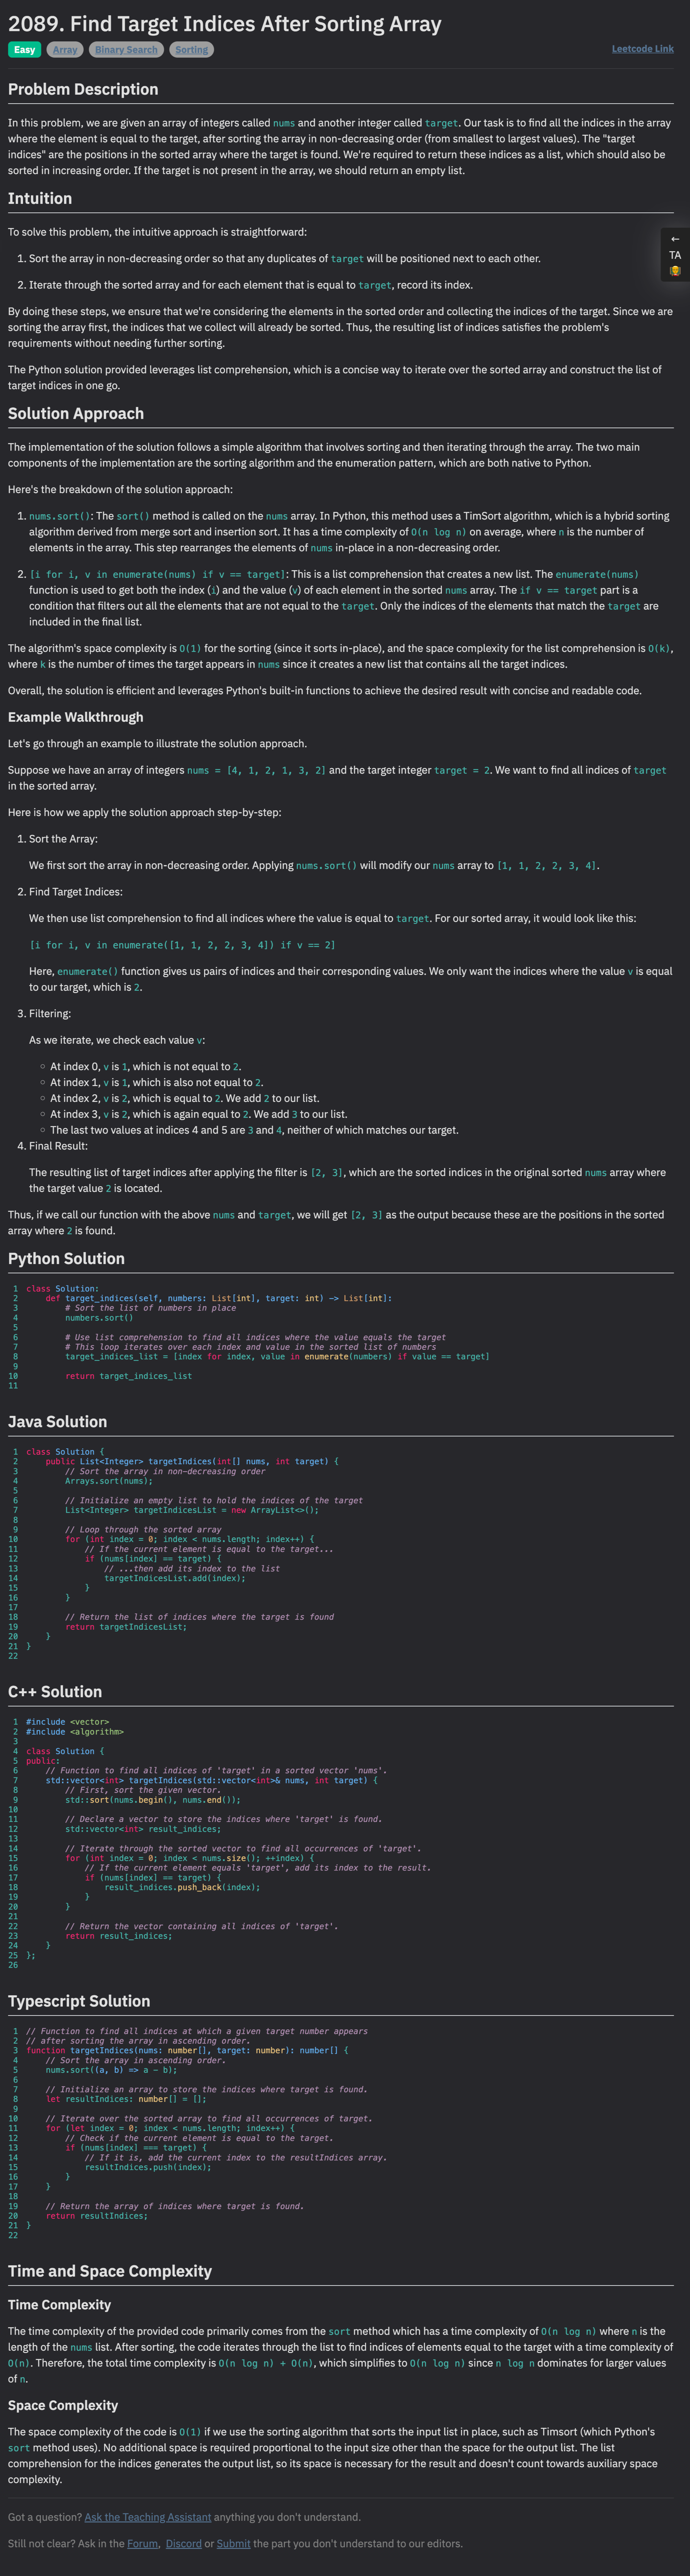 2089. Find Target Indices After Sorting Array
Easy Array Binary Search Sorting Leetcode Link
Problem Description
In this problem, we are given an array of integers called nums and another integer called target. Our task is to find all the indices in the array
where the element is equal to the target, after sorting the array in non-decreasing order (from smallest to largest values). The "target
indices" are the positions in the sorted array where the target is found. We're required to return these indices as a list, which should also be
sorted in increasing order. If the target is not present in the array, we should return an empty list.
Intuition
←
TA
To solve this problem, the intuitive approach is straightforward:
1. Sort the array in non-decreasing order so that any duplicates of target will be positioned next to each other.
2. Iterate through the sorted array and for each element that is equal to target, record its index.
By doing these steps, we ensure that we're considering the elements in the sorted order and collecting the indices of the target. Since we are
sorting the array first, the indices that we collect will already be sorted. Thus, the resulting list of indices satisfies the problem's
requirements without needing further sorting.
The Python solution provided leverages list comprehension, which is a concise way to iterate over the sorted array and construct the list of
target indices in one go.
Solution Approach
The implementation of the solution follows a simple algorithm that involves sorting and then iterating through the array. The two main
components of the implementation are the sorting algorithm and the enumeration pattern, which are both native to Python.
Here's the breakdown of the solution approach:
1. nums.sort(): The sort() method is called on the nums array. In Python, this method uses a TimSort algorithm, which is a hybrid sorting
algorithm derived from merge sort and insertion sort. It has a time complexity of O(n log n) on average, where n is the number of
elements in the array. This step rearranges the elements of nums in-place in a non-decreasing order.
2. [i for i, v in enumerate(nums) if v == target]: This is a list comprehension that creates a new list. The enumerate(nums)
function is used to get both the index (i) and the value (v) of each element in the sorted nums array. The if v == target part is a
condition that filters out all the elements that are not equal to the target. Only the indices of the elements that match the target are
included in the final list.
The algorithm's space complexity is O(1) for the sorting (since it sorts in-place), and the space complexity for the list comprehension is O(k),
where k is the number of times the target appears in nums since it creates a new list that contains all the target indices.
Overall, the solution is efficient and leverages Python's built-in functions to achieve the desired result with concise and readable code.
Example Walkthrough
Let's go through an example to illustrate the solution approach.
Suppose we have an array of integers nums = [4, 1, 2, 1, 3, 2] and the target integer target = 2. We want to find all indices of target
in the sorted array.
Here is how we apply the solution approach step-by-step:
1. Sort the Array:
We first sort the array in non-decreasing order. Applying nums.sort() will modify our nums array to [1, 1, 2, 2, 3, 4].
2. Find Target Indices:
We then use list comprehension to find all indices where the value is equal to target. For our sorted array, it would look like this:
[i for i, v in enumerate([1, 1, 2, 2, 3, 4]) if v == 2]
Here, enumerate() function gives us pairs of indices and their corresponding values. We only want the indices where the value v is equal
to our target, which is 2.
3. Filtering:
As we iterate, we check each value v:
At index 0, v is 1, which is not equal to 2.
At index 1, v is 1, which is also not equal to 2.
At index 2, v is 2, which is equal to 2. We add 2 to our list.
At index 3, v is 2, which is again equal to 2. We add 3 to our list.
The last two values at indices 4 and 5 are 3 and 4, neither of which matches our target.
4. Final Result:
The resulting list of target indices after applying the filter is [2, 3], which are the sorted indices in the original sorted nums array where
the target value 2 is located.
Thus, if we call our function with the above nums and target, we will get [2, 3] as the output because these are the positions in the sorted
array where 2 is found.
Python Solution
1 class Solution:
2     def target_indices(self, numbers: List[int], target: int) -> List[int]:
3         # Sort the list of numbers in place
4         numbers.sort()
5
6         # Use list comprehension to find all indices where the value equals the target
7         # This loop iterates over each index and value in the sorted list of numbers
8         target_indices_list = [index for index, value in enumerate(numbers) if value == target]
9
10         return target_indices_list
11
Java Solution
1 class Solution {
2     public List<Integer> targetIndices(int[] nums, int target) {
3         // Sort the array in non-decreasing order
4         Arrays.sort(nums);
5
6         // Initialize an empty list to hold the indices of the target
7         List<Integer> targetIndicesList = new ArrayList<>();
8
9         // Loop through the sorted array
10         for (int index = 0; index < nums.length; index++) {
11             // If the current element is equal to the target...
12             if (nums[index] == target) {
13                 // ...then add its index to the list
14                 targetIndicesList.add(index);
15             }
16         }
17
18         // Return the list of indices where the target is found
19         return targetIndicesList;
20     }
21 }
22
C++ Solution
1 #include <vector>
2 #include <algorithm>
3
4 class Solution {
5 public:
6     // Function to find all indices of 'target' in a sorted vector 'nums'.
7     std::vector<int> targetIndices(std::vector<int>& nums, int target) {
8         // First, sort the given vector.
9         std::sort(nums.begin(), nums.end());
10
11         // Declare a vector to store the indices where 'target' is found.
12         std::vector<int> result_indices;
13
14         // Iterate through the sorted vector to find all occurrences of 'target'.
15         for (int index = 0; index < nums.size(); ++index) {
16             // If the current element equals 'target', add its index to the result.
17             if (nums[index] == target) {
18                 result_indices.push_back(index);
19             }
20         }
21
22         // Return the vector containing all indices of 'target'.
23         return result_indices;
24     }
25 };
26
Typescript Solution
1 // Function to find all indices at which a given target number appears
2 // after sorting the array in ascending order.
3 function targetIndices(nums: number[], target: number): number[] {
4     // Sort the array in ascending order.
5     nums.sort((a, b) => a - b);
6
7     // Initialize an array to store the indices where target is found.
8     let resultIndices: number[] = [];
9
10     // Iterate over the sorted array to find all occurrences of target.
11     for (let index = 0; index < nums.length; index++) {
12         // Check if the current element is equal to the target.
13         if (nums[index] === target) {
14             // If it is, add the current index to the resultIndices array.
15             resultIndices.push(index);
16         }
17     }
18
19     // Return the array of indices where target is found.
20     return resultIndices;
21 }
22
Time and Space Complexity
Time Complexity
The time complexity of the provided code primarily comes from the sort method which has a time complexity of O(n log n) where n is the
length of the nums list. After sorting, the code iterates through the list to find indices of elements equal to the target with a time complexity of
O(n). Therefore, the total time complexity is O(n log n) + O(n), which simplifies to O(n log n) since n log n dominates for larger values
of n.
Space Complexity
The space complexity of the code is O(1) if we use the sorting algorithm that sorts the input list in place, such as Timsort (which Python's
sort method uses). No additional space is required proportional to the input size other than the space for the output list. The list
comprehension for the indices generates the output list, so its space is necessary for the result and doesn't count towards auxiliary space
complexity.
Got a question? Ask the Teaching Assistant anything you don't understand.
Still not clear? Ask in the Forum, Discord or Submit the part you don't understand to our editors.